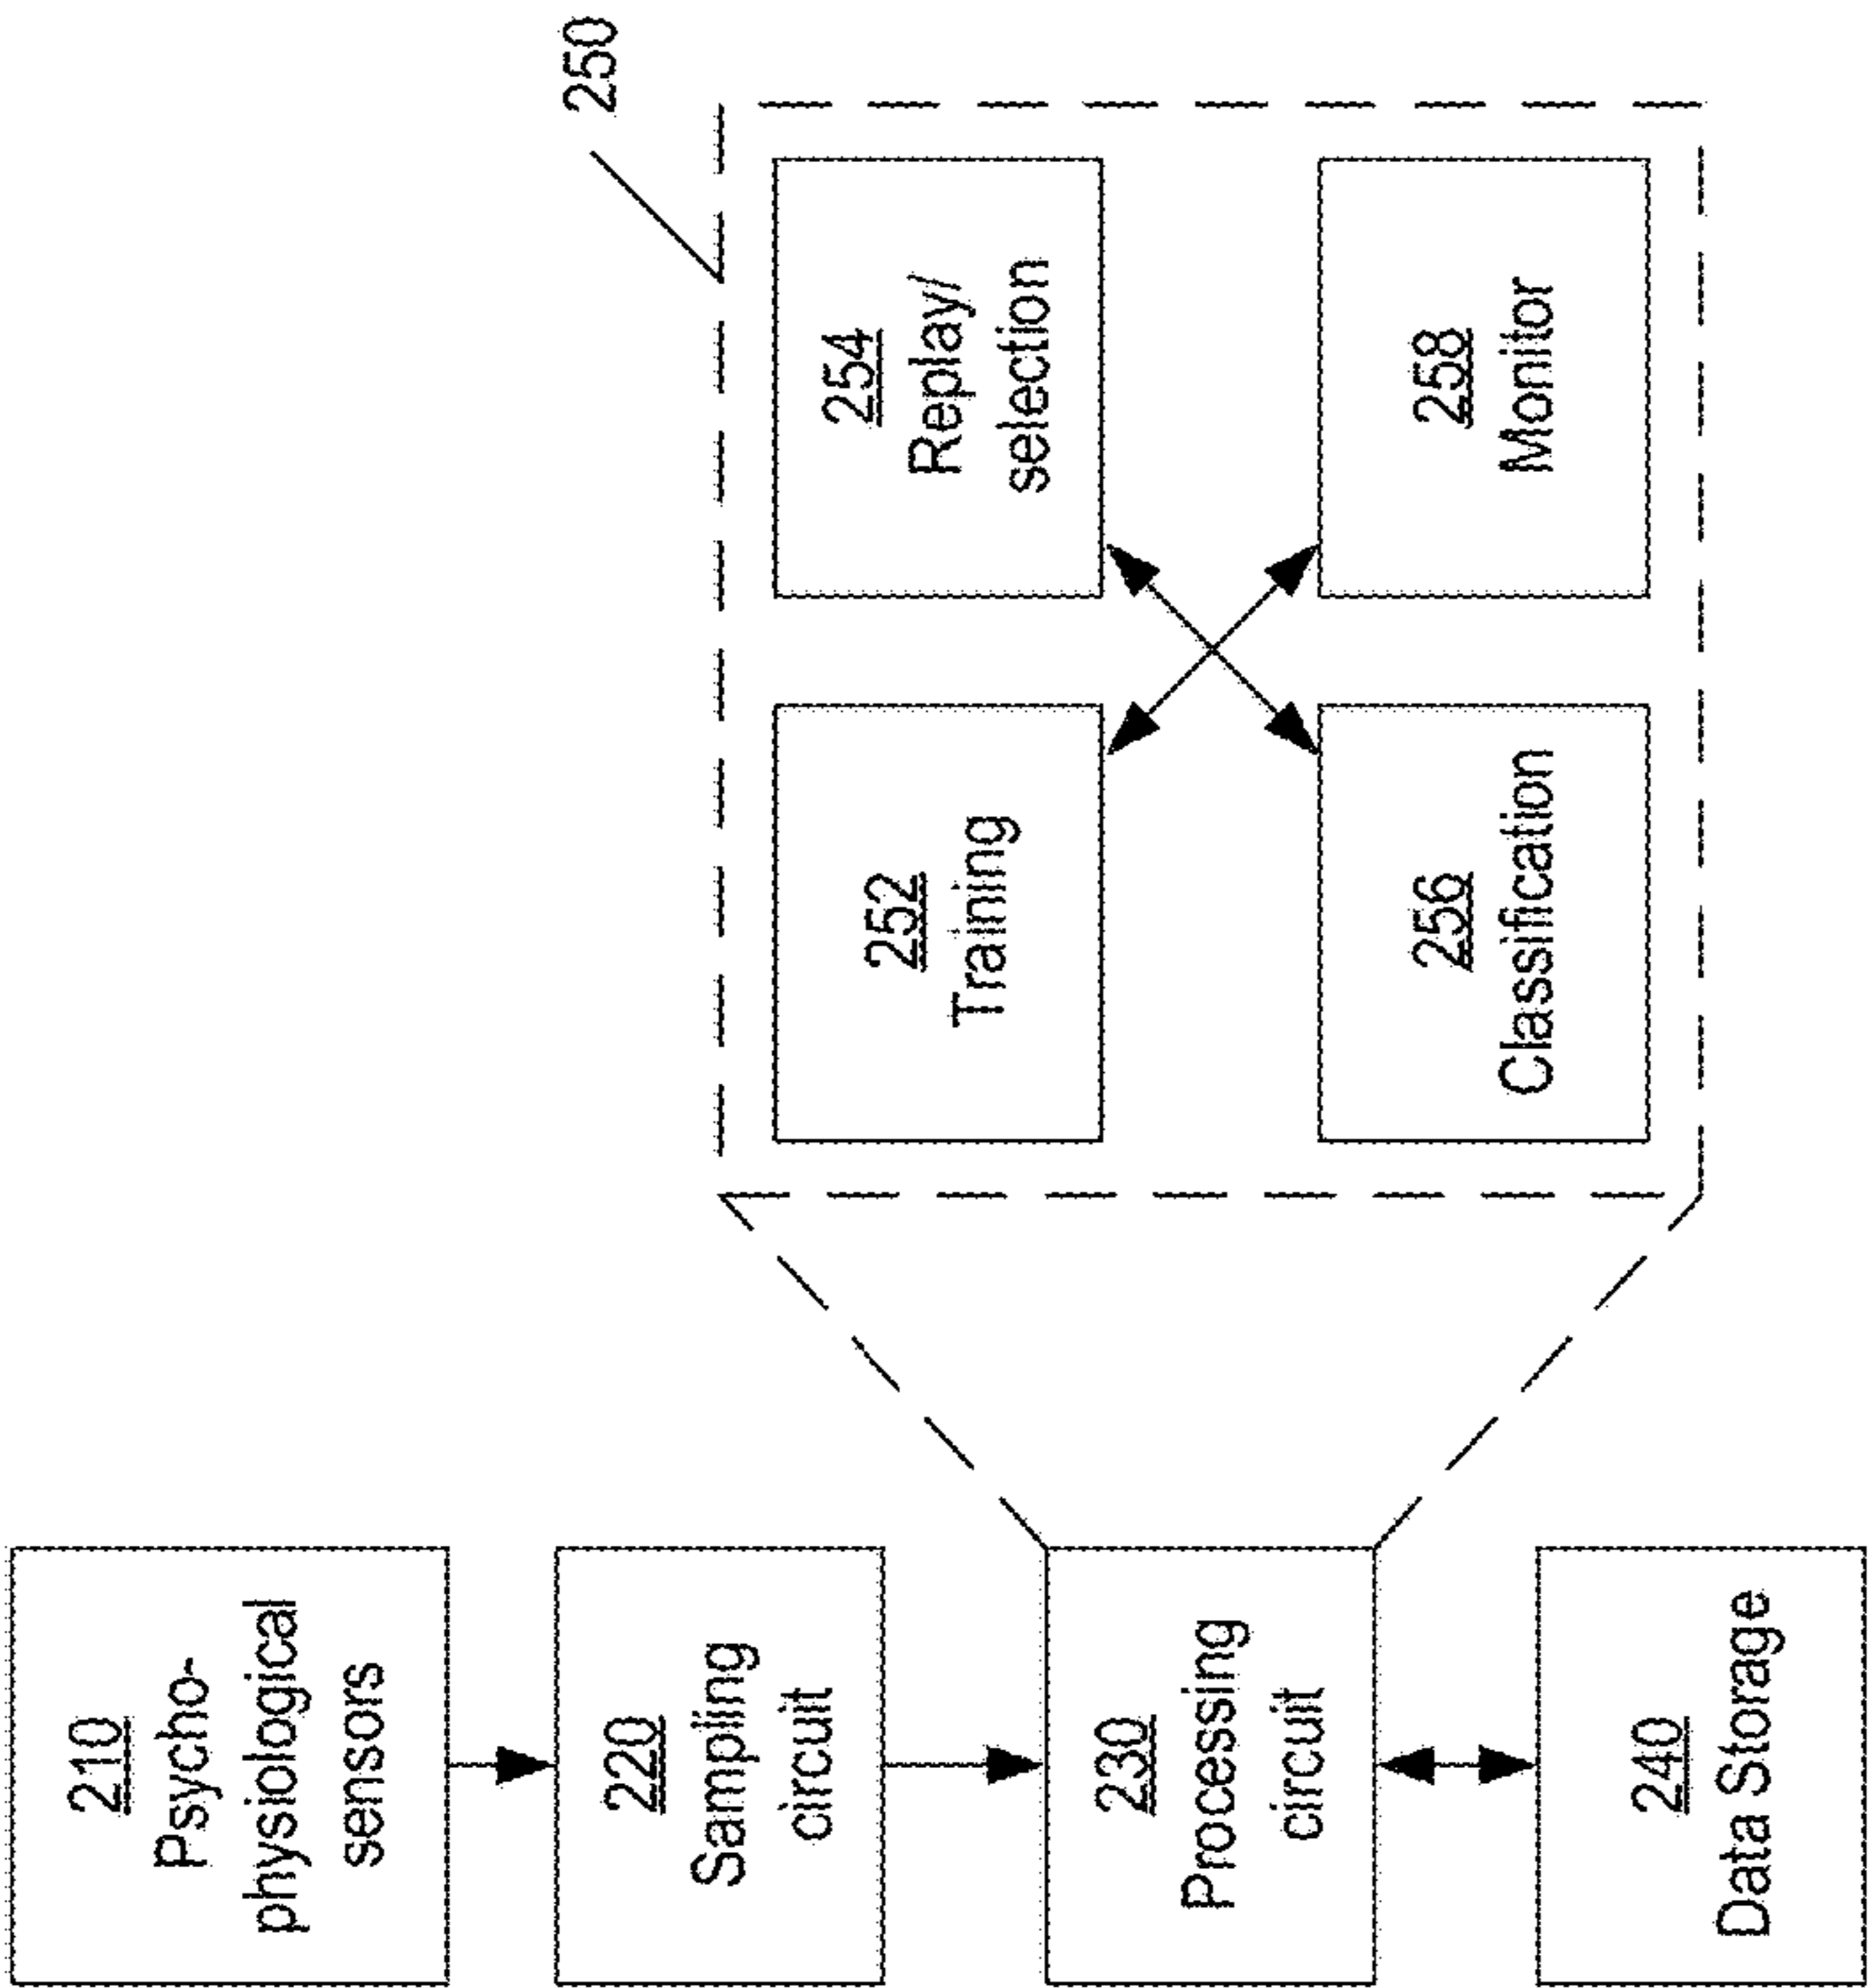 210
Psycho-
physiological
sensors
220
Sampling
circuit
230
Processing
circuit
240
Data Storage
250
252
Training
254
Replay/
selection
256
Classification
258
Monitor